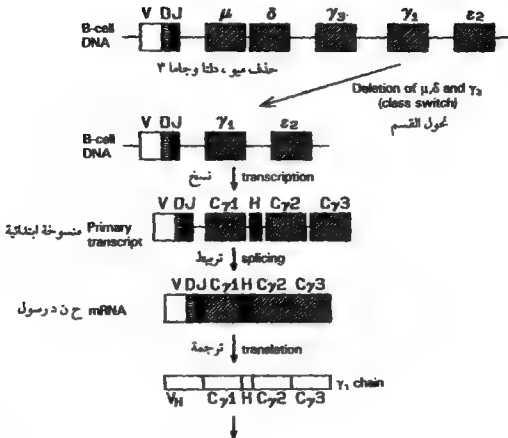 V DJ μ δ γ3 γ1 ε2
B-cell
DNA
حذف ميو ، دلتا وجاما ٣
Deletion of μ,δ and γ3
(class switch)
تحول القسم
V DJ γ1 ε2
B-cell
DNA
نسخ transcription
V DJ Cγ1 H Cγ2 Cγ3
منسوخة ابتدائية Primary
transcript
splicing
V DJ Cγ1 H Cγ2 Cγ3
ح ن د رسول mRNA
ترجمة translation
γ1 chain
VH Cγ1 H Cγ2 Cγ3